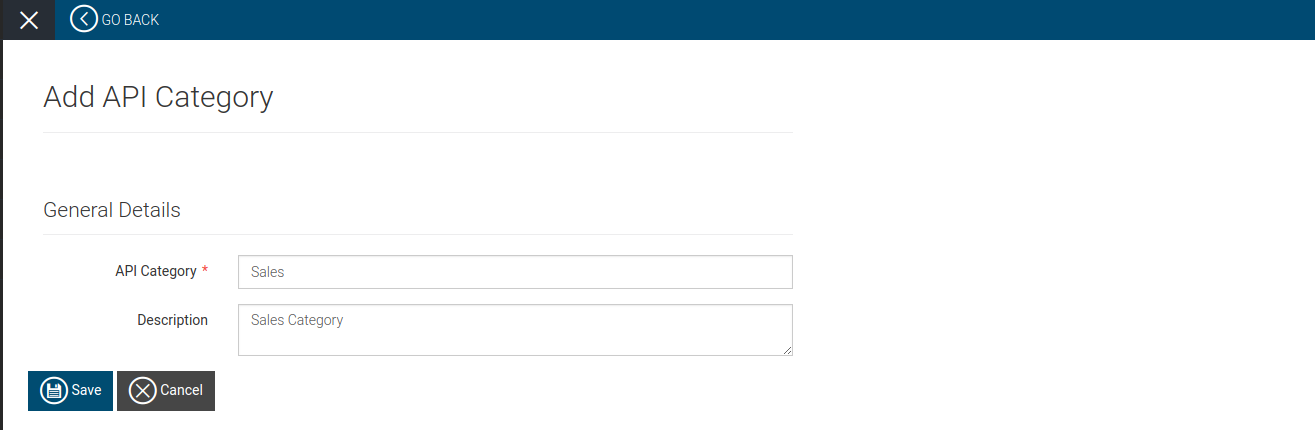 GO BACK
Add API Category
General Details
API Category * Sales
Description Sales Category
Save Cancel